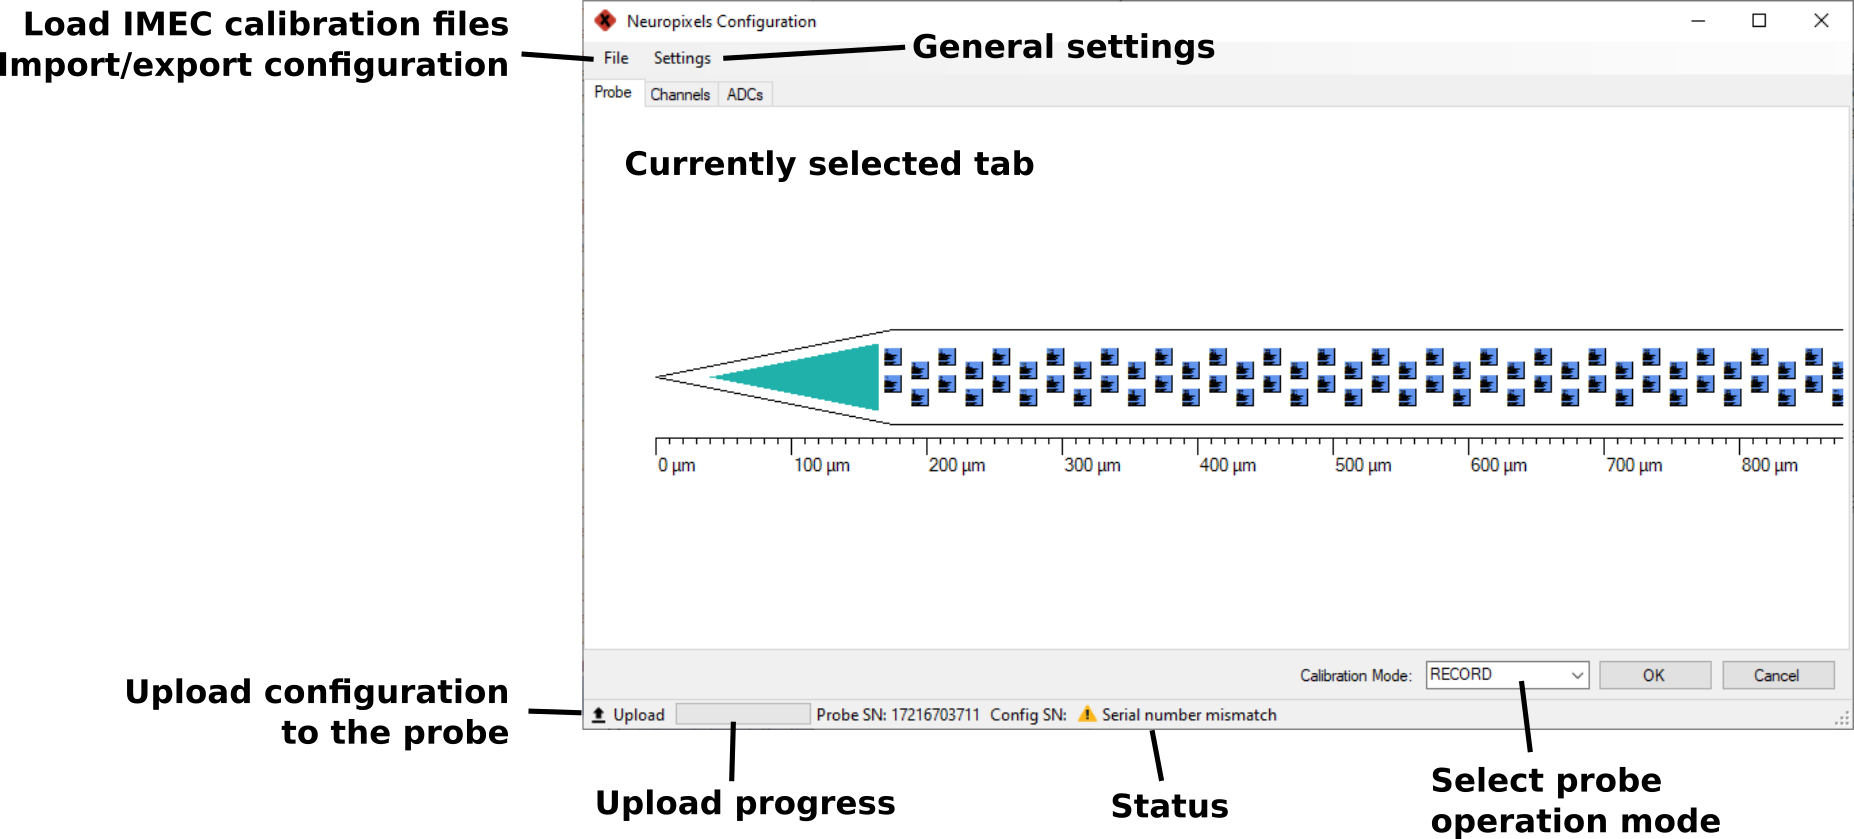 Load IMEC calibration files
Import/export configuration
Neuropixels Configuration
File Settings
General settings
Probe Channels ADCs
Currently selected tab
0 µm 100 µm 200 µm 300 µm 400 µm 500 µm 600 µm 700 µm 800 µm
Calibration Mode: RECORD OK Cancel
Upload configuration
to the probe
Upload Probe SN: 17216703711 Config SN: Serial number mismatch
Upload progress
Status
Select probe
operation mode